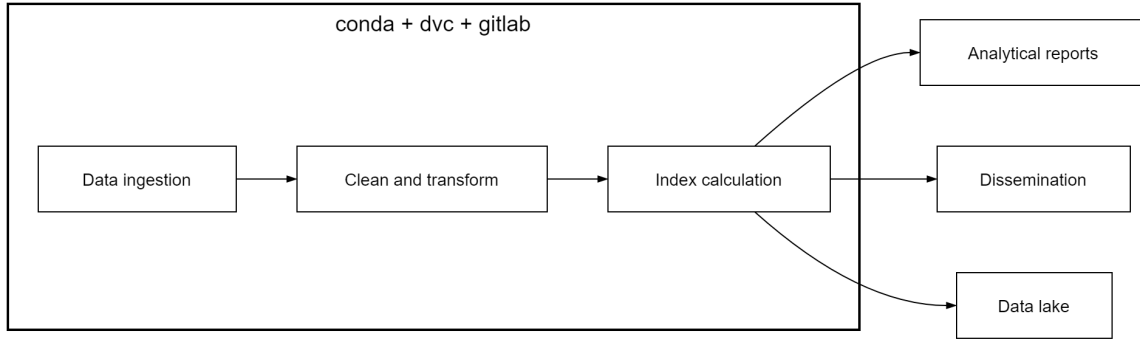 conda + dvc + gitlab
Data ingestion
Clean and transform
Index calculation
Analytical reports
Dissemination
Data lake